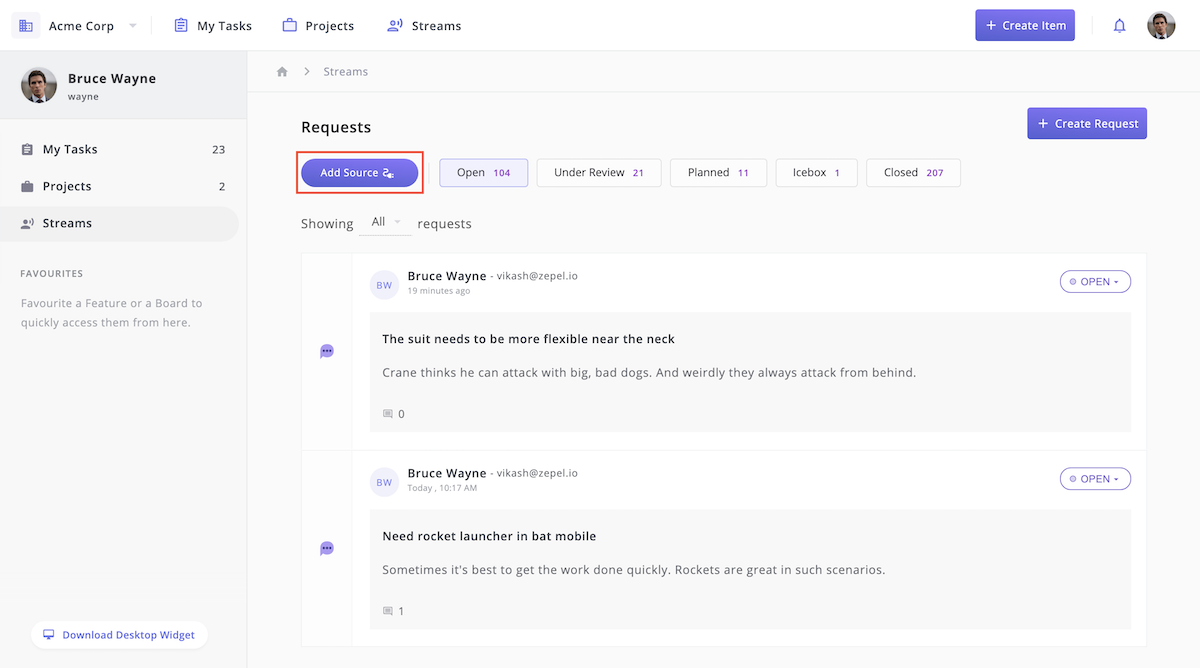 Acme Corp
My Tasks
Projects
Streams
Create Item
Bruce Wayne
wayne
My Tasks 23
Projects 2
Streams
FAVOURITES
Favourite a Feature or a Board to
quickly access them from here.
Download Desktop Widget
Streams
Requests
Create Request
Add Source
Open 104
Under Review 21
Planned 11
Icebox 1
Closed 207
Showing All requests
BW
Bruce Wayne - vikash@zepel.io
19 minutes ago
OPEN
The suit needs to be more flexible near the neck
Crane thinks he can attack with big, bad dogs. And weirdly they always attack from behind.
0
BW
Bruce Wayne - vikash@zepel.io
Today , 10:17 AM
OPEN
Need rocket launcher in bat mobile
Sometimes it's best to get the work done quickly. Rockets are great in such scenarios.
1